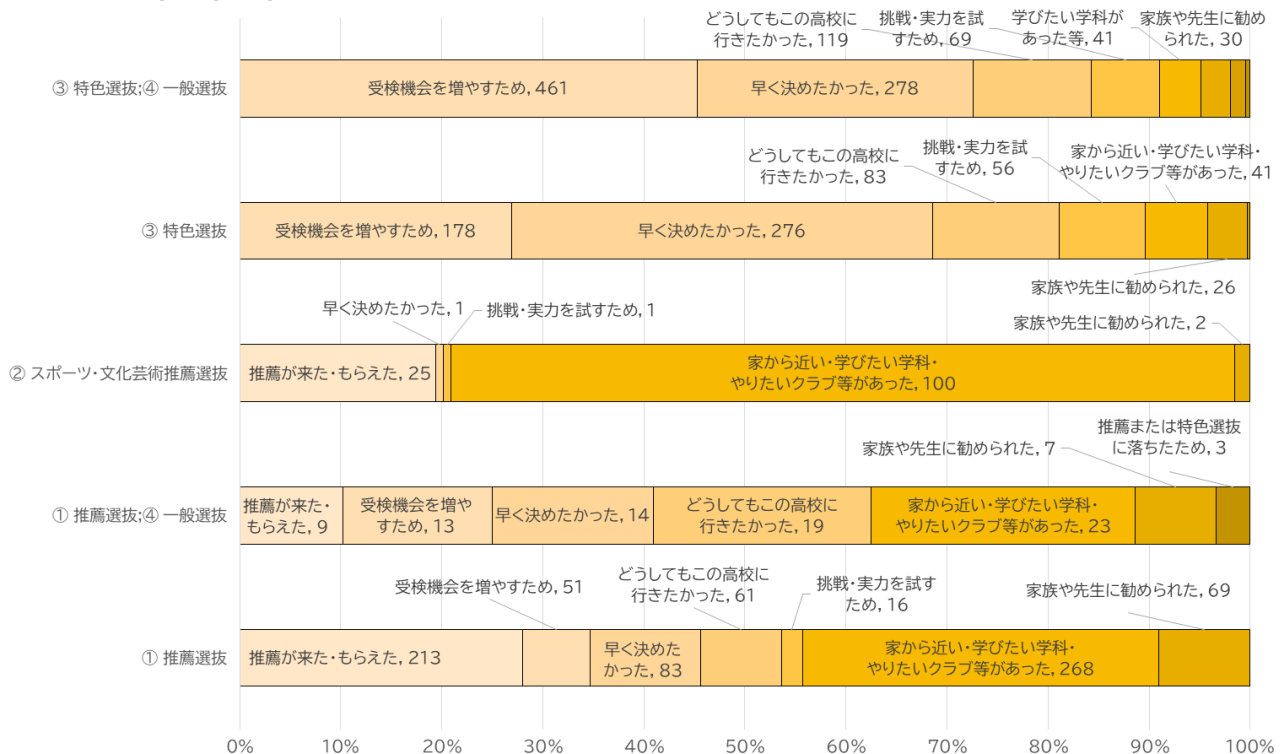 どうしてもこの高校に
行きたかった, 119
挑戦・実力を試
すため, 69
学びたい学科が
あった等, 41
家族や先生に勧め
られた, 30
③ 特色選抜;④ 一般選抜
受検機会を増やすため, 461
早く決めたかった, 278
どうしてもこの高校に
行きたかった, 83
挑戦・実力を試
すため, 56
家から近い・学びたい学科・
やりたいクラブ等があった, 41
③ 特色選抜
受検機会を増やすため, 178
早く決めたかった, 276
家族や先生に勧められた, 26
早く決めたかった, 1
挑戦・実力を試すため, 1
家族や先生に勧められた, 2
② スポーツ・文化芸術推薦選抜
推薦が来た・もらえた, 25
家から近い・学びたい学科・
やりたいクラブ等があった, 100
家族や先生に勧められた, 7
推薦または特色選抜
に落ちたため, 3
① 推薦選抜;④ 一般選抜
推薦が来た・
もらえた, 9
受検機会を増や
すため, 13
早く決めたかった, 14
どうしてもこの高校に
行きたかった, 19
家から近い・学びたい学科・
やりたいクラブ等があった, 23
受検機会を増やすため, 51
どうしてもこの高校に
行きたかった, 61
挑戦・実力を試す
ため, 16
家族や先生に勧められた, 69
① 推薦選抜
推薦が来た・もらえた, 213
早く決めた
かった, 83
家から近い・学びたい学科・
やりたいクラブ等があった, 268
0% 10% 20% 30% 40% 50% 60% 70% 80% 90% 100%